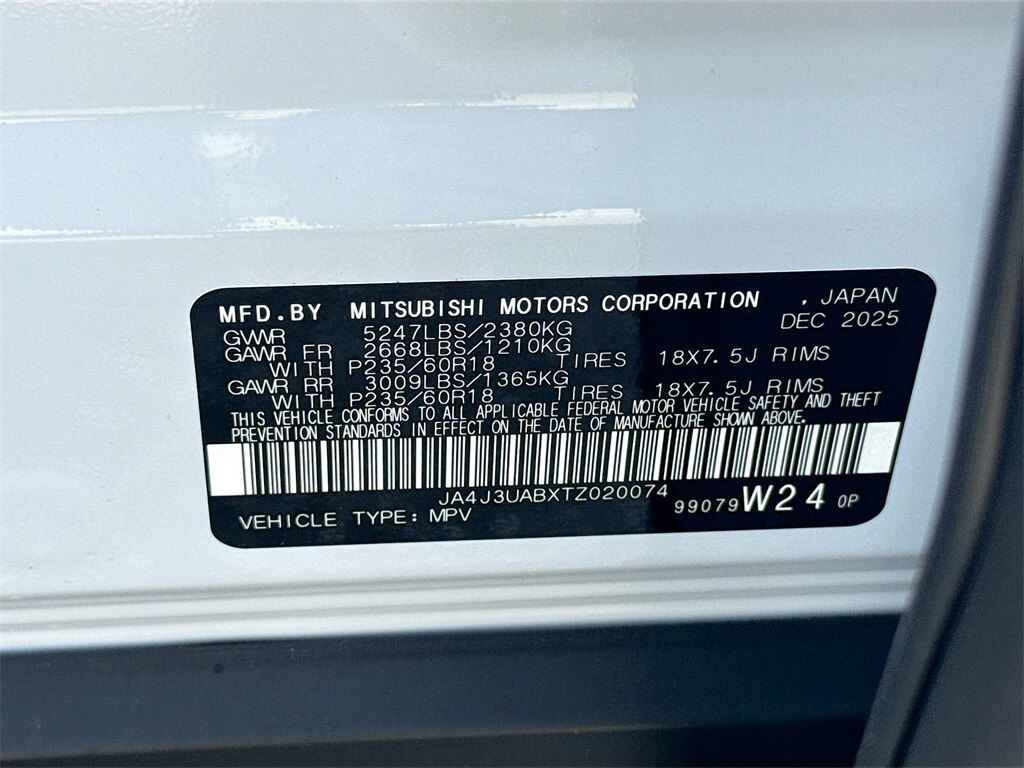 MFD.BY MITSUBISHI MOTORS CORPORATION . JAPAN
DEC 2025
GVWR 5247LBS/2380KG
GAWR FR 2668LBS/1210KG
WITH P235/60R18 TIRES 18X7.5J RIMS
GAWR RR 3009LBS/1365KG
WITH P235/60R18 TIRES 18X7.5J RIMS
THIS VEHICLE CONFORMS TO ALL APPLICABLE FEDERAL MOTOR VEHICLE SAFETY AND THEFT
PREVENTION STANDARDS IN EFFECT ON THE DATE OF MANUFACTURE SHOWN ABOVE.
JA4J3UABXTZ020074
VEHICLE TYPE: MPV 99079 W24 0P